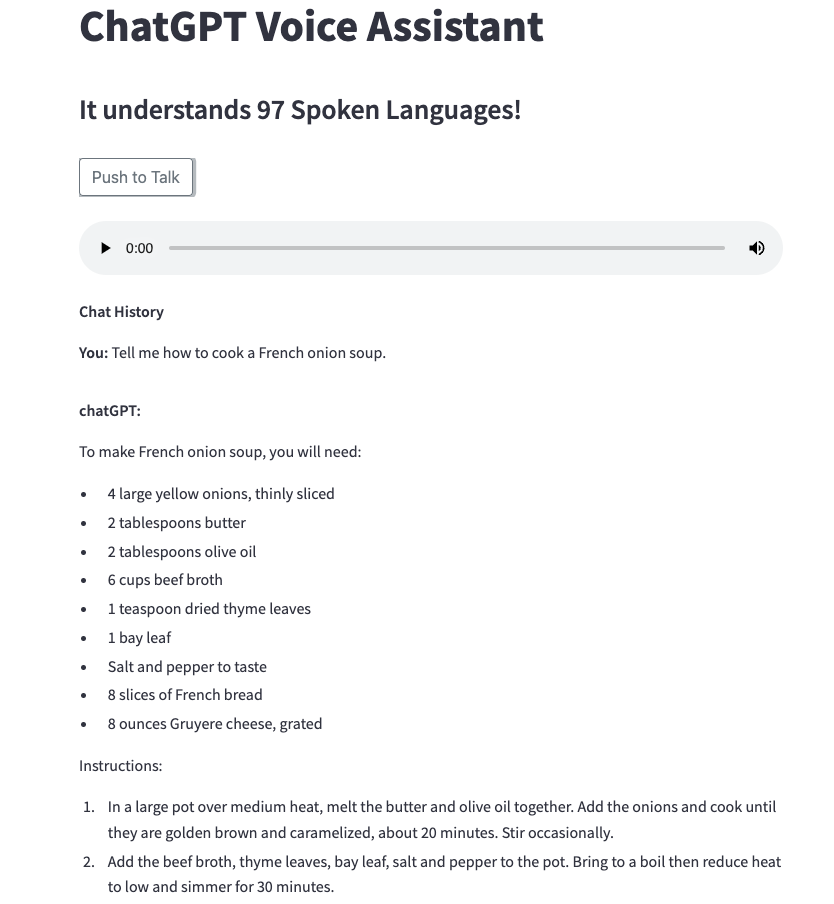 ChatGPT Voice Assistant
It understands 97 Spoken Languages!
Push to Talk
0:00
Chat History
You: Tell me how to cook a French onion soup.
chatGPT:
To make French onion soup, you will need:
• 4 large yellow onions, thinly sliced
• 2 tablespoons butter
• 2 tablespoons olive oil
• 6 cups beef broth
• 1 teaspoon dried thyme leaves
• 1 bay leaf
• Salt and pepper to taste
• 8 slices of French bread
• 8 ounces Gruyere cheese, grated
Instructions:
1. In a large pot over medium heat, melt the butter and olive oil together. Add the onions and cook until
they are golden brown and caramelized, about 20 minutes. Stir occasionally.
2. Add the beef broth, thyme leaves, bay leaf, salt and pepper to the pot. Bring to a boil then reduce heat
to low and simmer for 30 minutes.